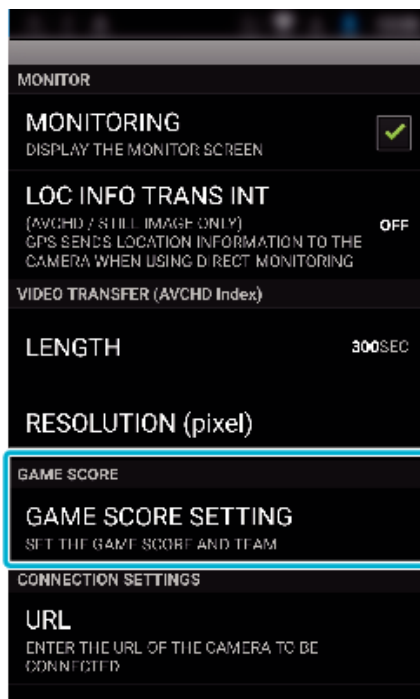 MONITOR
MONITORING
DISPLAY THE MONITOR SCREEN
LOC INFO TRANS INT
(AVCHD / STILL IMAGE ONLY)
OFF
GPS SENDS LOCATION INFORMATION TO THE
CAMERA WHEN USING DIRECT MONITORING
VIDEO TRANSFER (AVCHD Index)
LENGTH
300SEC
RESOLUTION (pixel)
GAME SCORE
GAME SCORE SETTING
SET THE GAME SCORE AND TEAM
CONNECTION SETTINGS
URL
ENTER THE URL OF THE CAMERA TO BE
CONNECTED